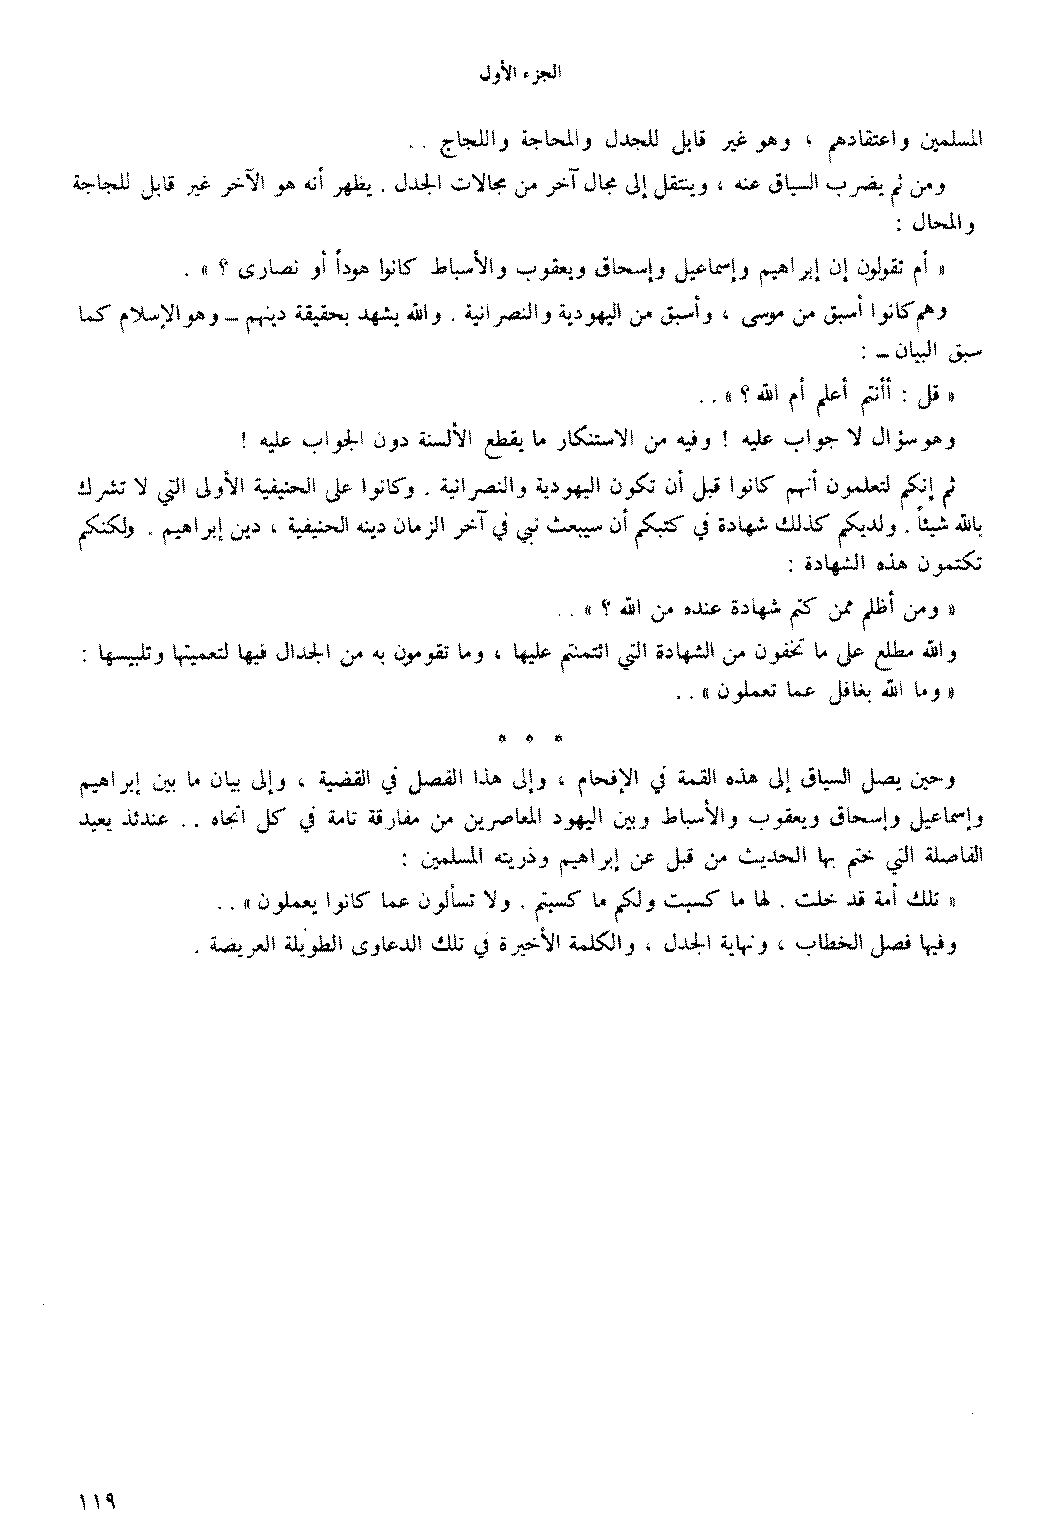 الجزء الأول
المسلمين واعتقادهم ، وهو غير قابل للجدل والمحاجة واللجاج . .
ومن ثم يضرب السياق عنه ، وينتقل إلى مجال آخر من مجالات الجدل . يظهر أنه هو الآخر غير قابل للجاجة
والمحال :
« أم تقولون إن إبراهيم وإسماعيل وإسحاق ويعقوب والأسباط كانوا هوداً أو نصارى ؟ » .
وهم كانوا أسبق من موسى ، وأسبق من اليهودية والنصرانية . والله يشهد بحقيقة دينهم – وهو الإسلام كما
سبق البيان – :
« قل : أأنتم أعلم أم الله ؟ » . .
وهو سؤال لا جواب عليه ! وفيه من الاستنكار ما يقطع الألسنة دون الجواب عليه !
ثم إنكم لتعلمون أنهم كانوا قبل أن تكون اليهودية والنصرانية . وكانوا على الحنيفية الأولى التي لا تشرك
بالله شيئاً . ولديكم كذلك شهادة في كتبكم أن سيبعث نبي في آخر الزمان دينه الحنيفية ، دين إبراهيم . ولكنكم
تكتمون هذه الشهادة :
« ومن أظلم ممن كتم شهادة عنده من الله ؟ » . .
والله مطلع على ما تخفون من الشهادة التي ائتمنتم عليها ، وما تقومون به من الجدال فيها لتعميتها وتلبيسها :
« وما الله بغافل عما تعملون » . .
* * *
وحين يصل السياق إلى هذه القمة في الإفحام ، وإلى هذا الفصل في القضية ، وإلى بيان ما بين إبراهيم
وإسماعيل وإسحاق ويعقوب والأسباط وبين اليهود المعاصرين من مفارقة تامة في كل اتجاه . . عندئذ يعيد
الفاصلة التي ختم بها الحديث من قبل عن إبراهيم وذريته المسلمين :
« تلك أمة قد خلت . لها ما كسبت ولكم ما كسبتم . ولا تسألون عما كانوا يعملون » . .
وفيها فصل الخطاب ، ونهاية الجدل ، والكلمة الأخيرة في تلك الدعاوى الطويلة العريضة .
١١٩